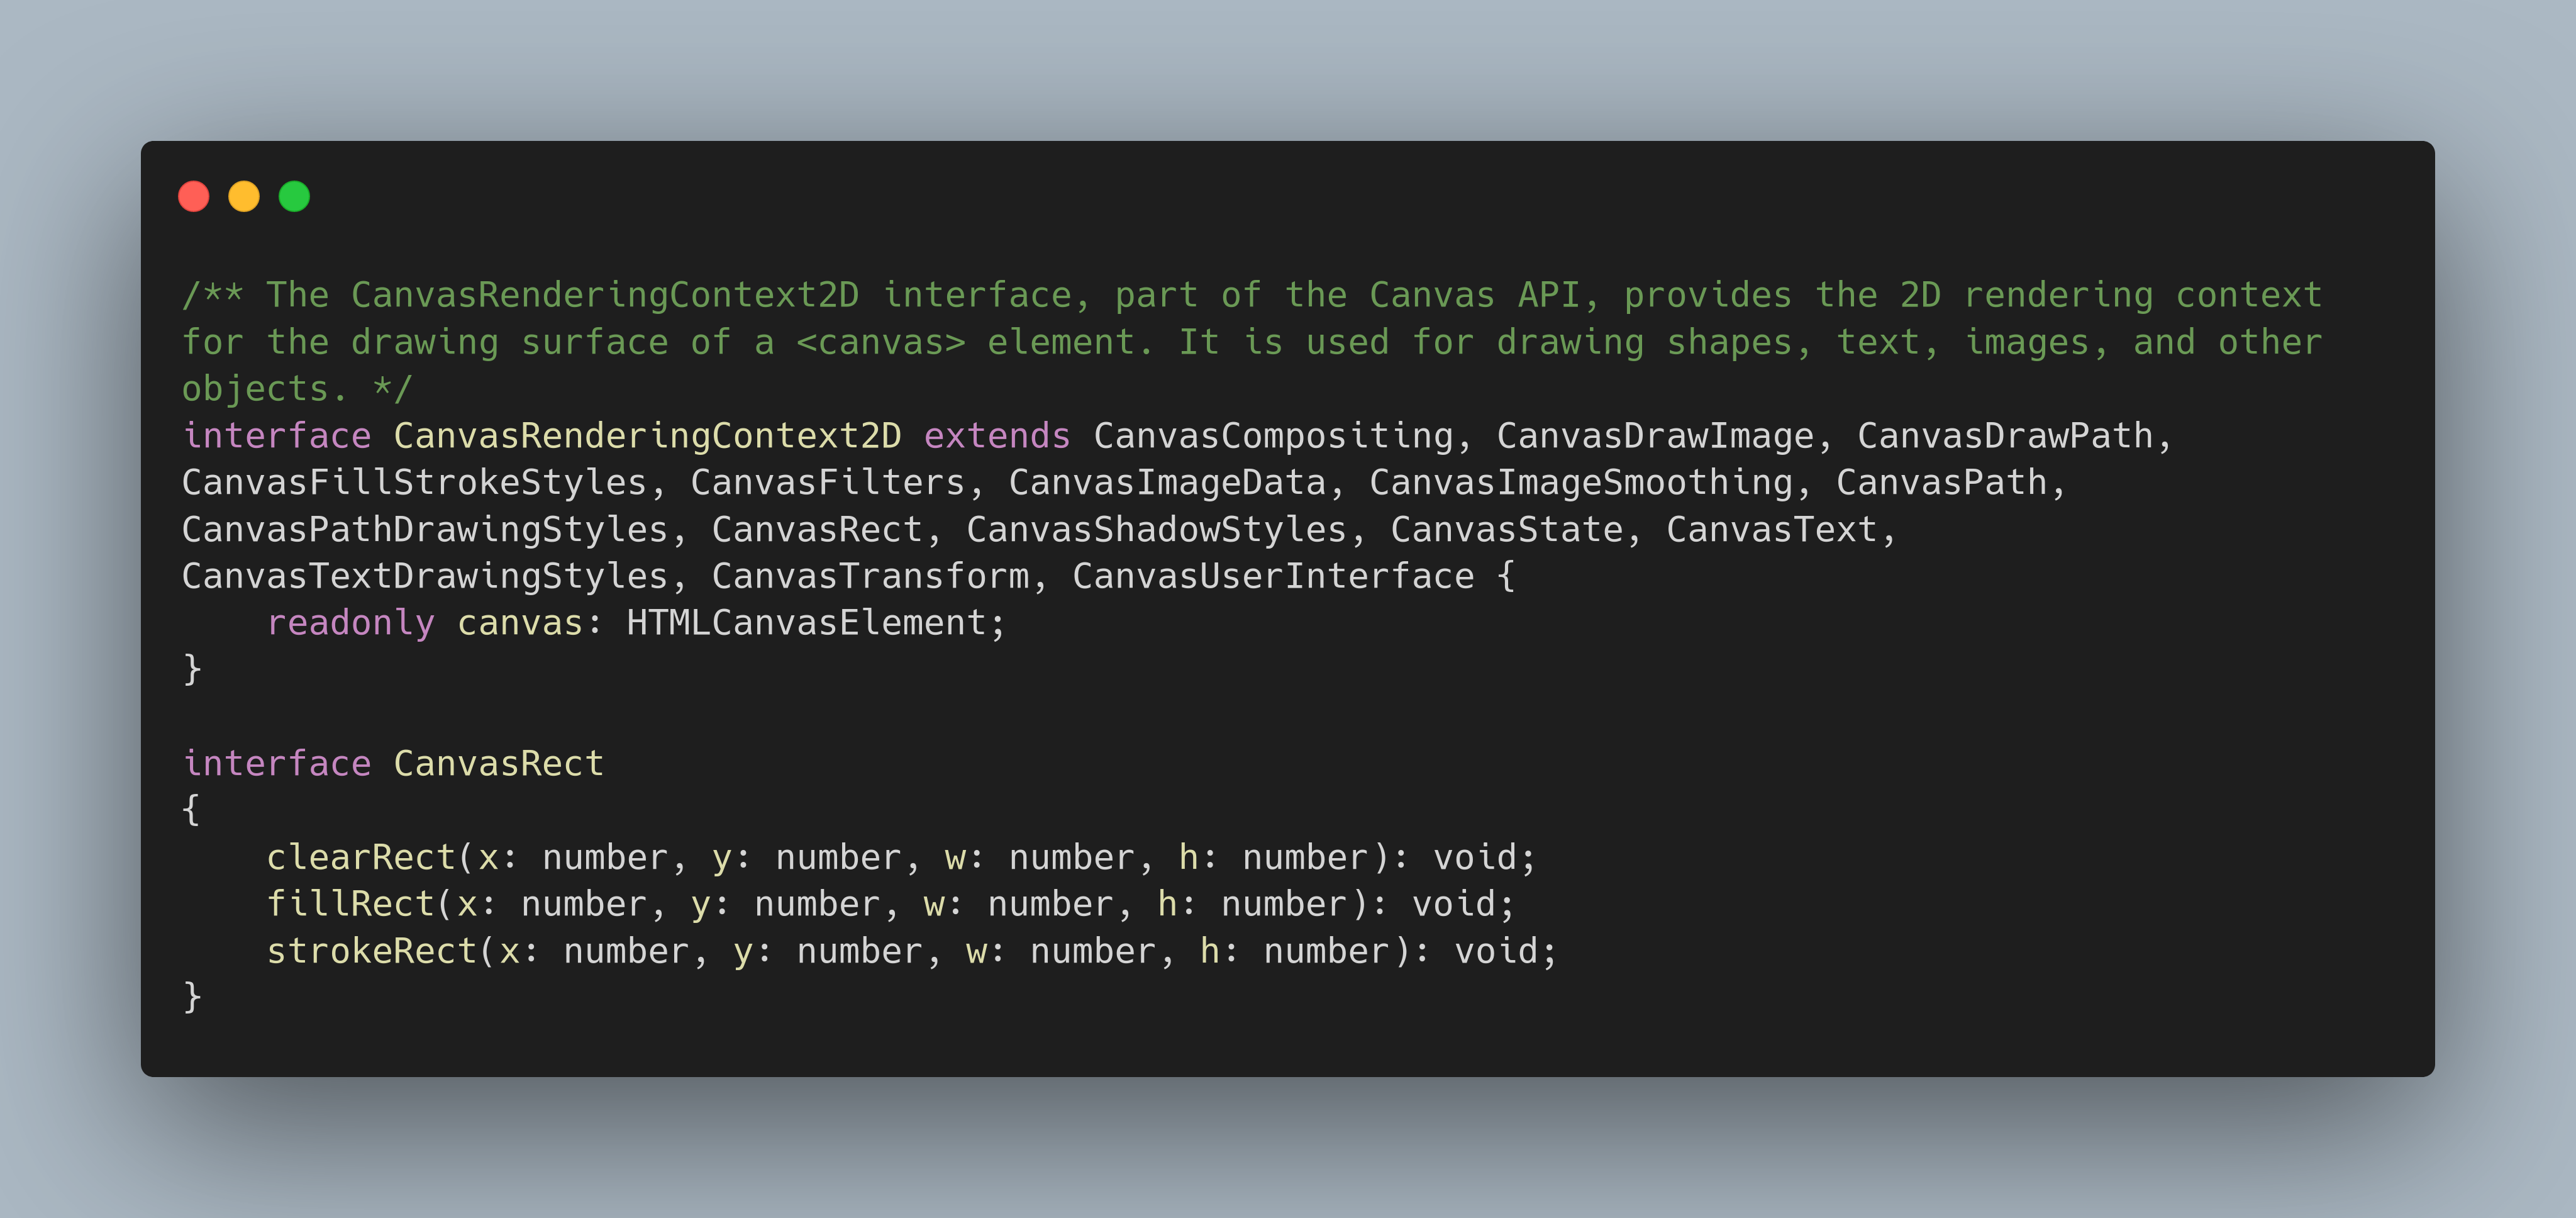 /** The CanvasRenderingContext2D interface, part of the Canvas API, provides the 2D rendering context
for the drawing surface of a <canvas> element. It is used for drawing shapes, text, images, and other
objects. */
interface CanvasRenderingContext2D extends CanvasCompositing, CanvasDrawImage, CanvasDrawPath,
CanvasFillStrokeStyles, CanvasFilters, CanvasImageData, CanvasImageSmoothing, CanvasPath,
CanvasPathDrawingStyles, CanvasRect, CanvasShadowStyles, CanvasState, CanvasText,
CanvasTextDrawingStyles, CanvasTransform, CanvasUserInterface {
    readonly canvas: HTMLCanvasElement;
}

interface CanvasRect
{
    clearRect(x: number, y: number, w: number, h: number): void;
    fillRect(x: number, y: number, w: number, h: number): void;
    strokeRect(x: number, y: number, w: number, h: number): void;
}